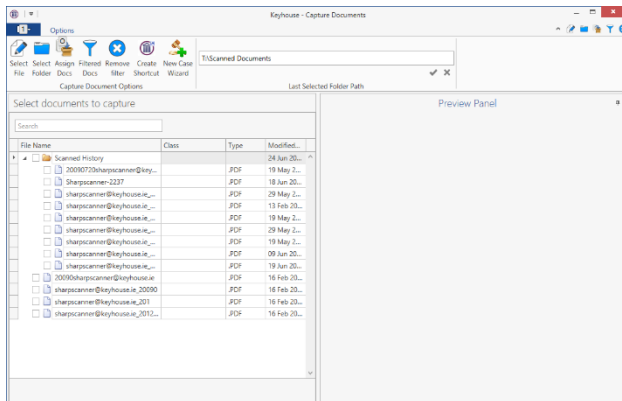 Keyhouse - Capture Documents
Options
Select File
Select Folder
Assign Docs
Filtered Docs
Remove filter
Create Shortcut
New Case Wizard
Capture Document Options
T:\Scanned Documents
Last Selected Folder Path
Select documents to capture
Preview Panel
Search
File Name Class Type Modified...
Scanned History 24 Jun 20...
20090720sharpscanner@key... .PDF 19 May 2...
Sharpscanner-2237 .PDF 18 Jun 20...
sharpscanner@keyhouse.ie_... .PDF 29 May 2...
sharpscanner@keyhouse.ie_... .PDF 13 Feb 20...
sharpscanner@keyhouse.ie_... .PDF 19 May 2...
sharpscanner@keyhouse.ie_... .PDF 29 May 2...
sharpscanner@keyhouse.ie_... .PDF 19 May 2...
sharpscanner@keyhouse.ie_... .PDF 09 Jun 20...
sharpscanner@keyhouse.ie_... .PDF 19 Jun 20...
20090sharpscanner@keyhouse.ie .PDF 16 Feb 20...
sharpscanner@keyhouse.ie_20090 .PDF 16 Feb 20...
sharpscanner@keyhouse.ie_201 .PDF 16 Feb 20...
sharpscanner@keyhouse.ie_2012... .PDF 16 Feb 20...